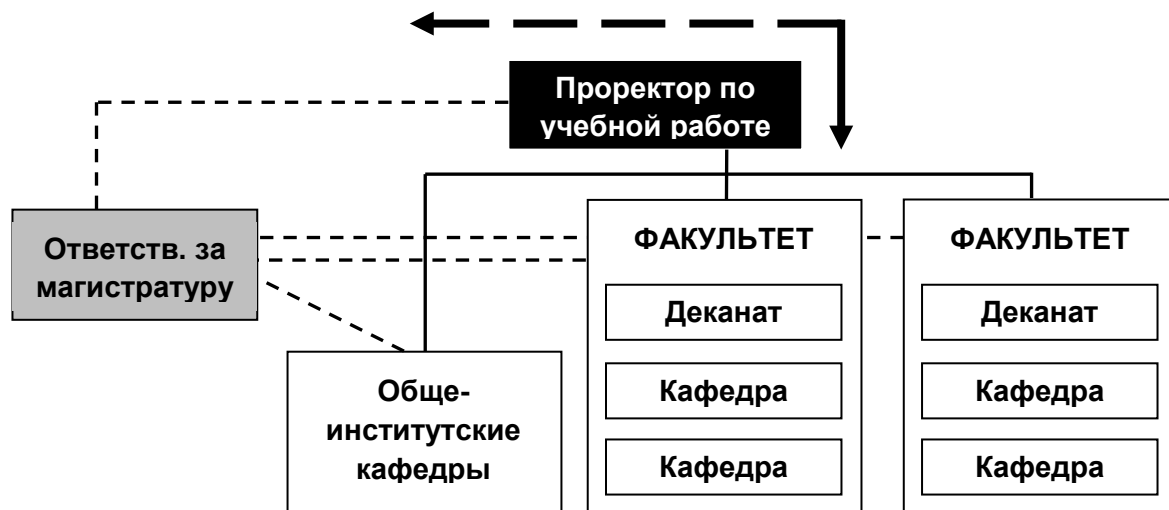 Проректор по
учебной работе
Ответств. за
магистратуру
Обще-
институтские
кафедры
ФАКУЛЬТЕТ
Деканат
Кафедра
Кафедра
ФАКУЛЬТЕТ
Деканат
Кафедра
Кафедра